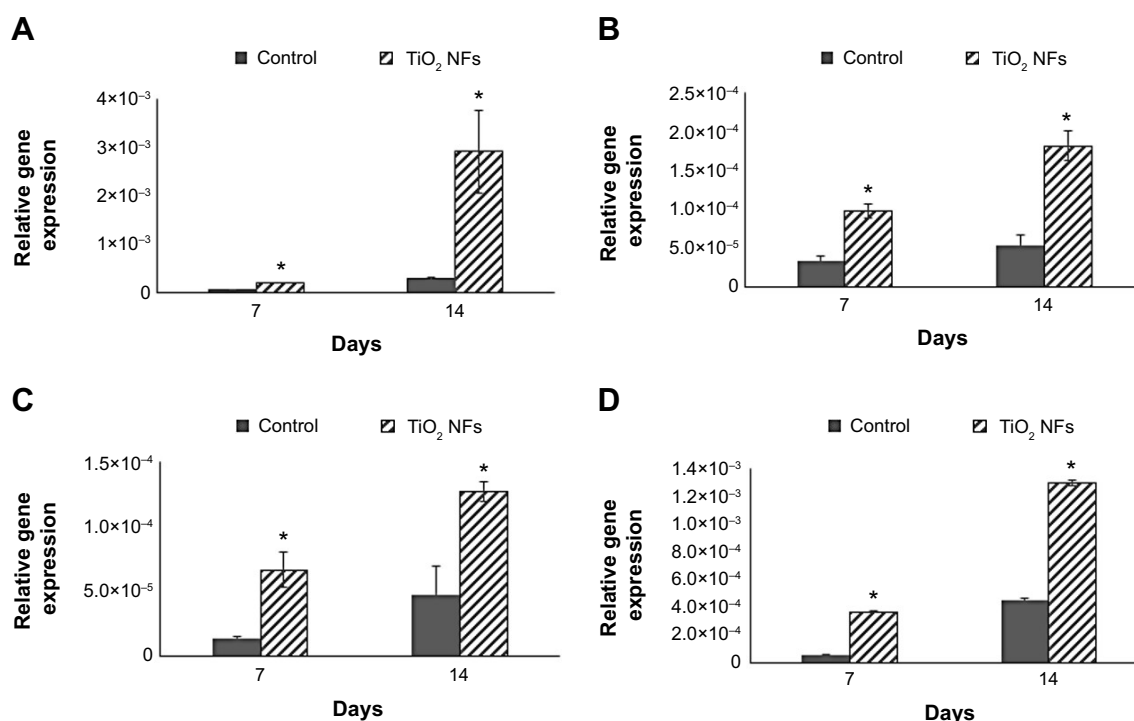 A
Control TiO₂ NFs
Relative gene
expression
4×10⁻³
3×10⁻³
2×10⁻³
1×10⁻³
0
*
*
7 14
Days
B
Control TiO₂ NFs
Relative gene
expression
2.5×10⁻⁴
2.0×10⁻⁴
1.5×10⁻⁴
1.0×10⁻⁴
5.0×10⁻⁵
0
*
*
7 14
Days
C
Control TiO₂ NFs
Relative gene
expression
1.5×10⁻⁴
1.0×10⁻⁴
5.0×10⁻⁵
0
*
*
7 14
Days
D
Control TiO₂ NFs
Relative gene
expression
1.4×10⁻³
1.2×10⁻³
1.0×10⁻³
8.0×10⁻⁴
6.0×10⁻⁴
4.0×10⁻⁴
2.0×10⁻⁴
0
*
*
7 14
Days